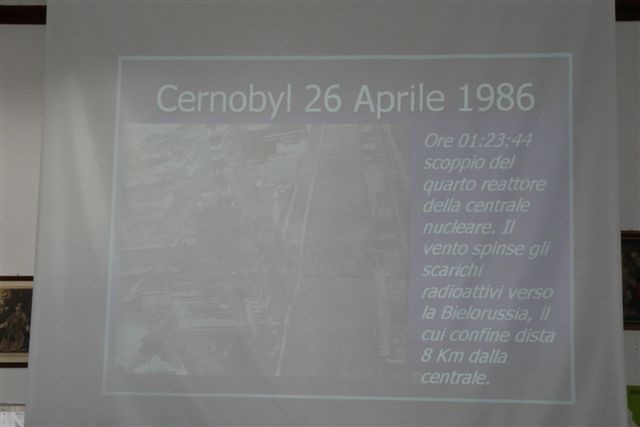 Cernobyl 26 Aprile 1986
Ore 01:23:44
scoppio del
quarto reattore
della centrale
nucleare. Il
vento spinse gli
scarichi
radioattivi verso
la Bielorussia, il
cui confine dista
8 Km dalla
centrale.